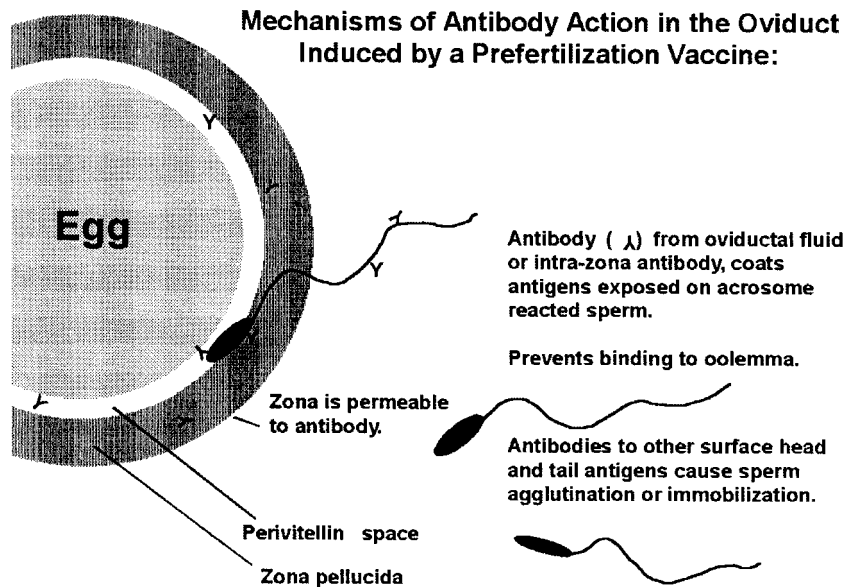 Mechanisms of Antibody Action in the Oviduct
Induced by a Prefertilization Vaccine:
Egg
Antibody ( ) from oviductal fluid
or intra-zona antibody, coats
antigens exposed on acrosome
reacted sperm.
Prevents binding to oolemma.
Zona is permeable
to antibody.
Antibodies to other surface head
and tail antigens cause sperm
agglutination or immobilization.
Perivitellin space
Zona pellucida